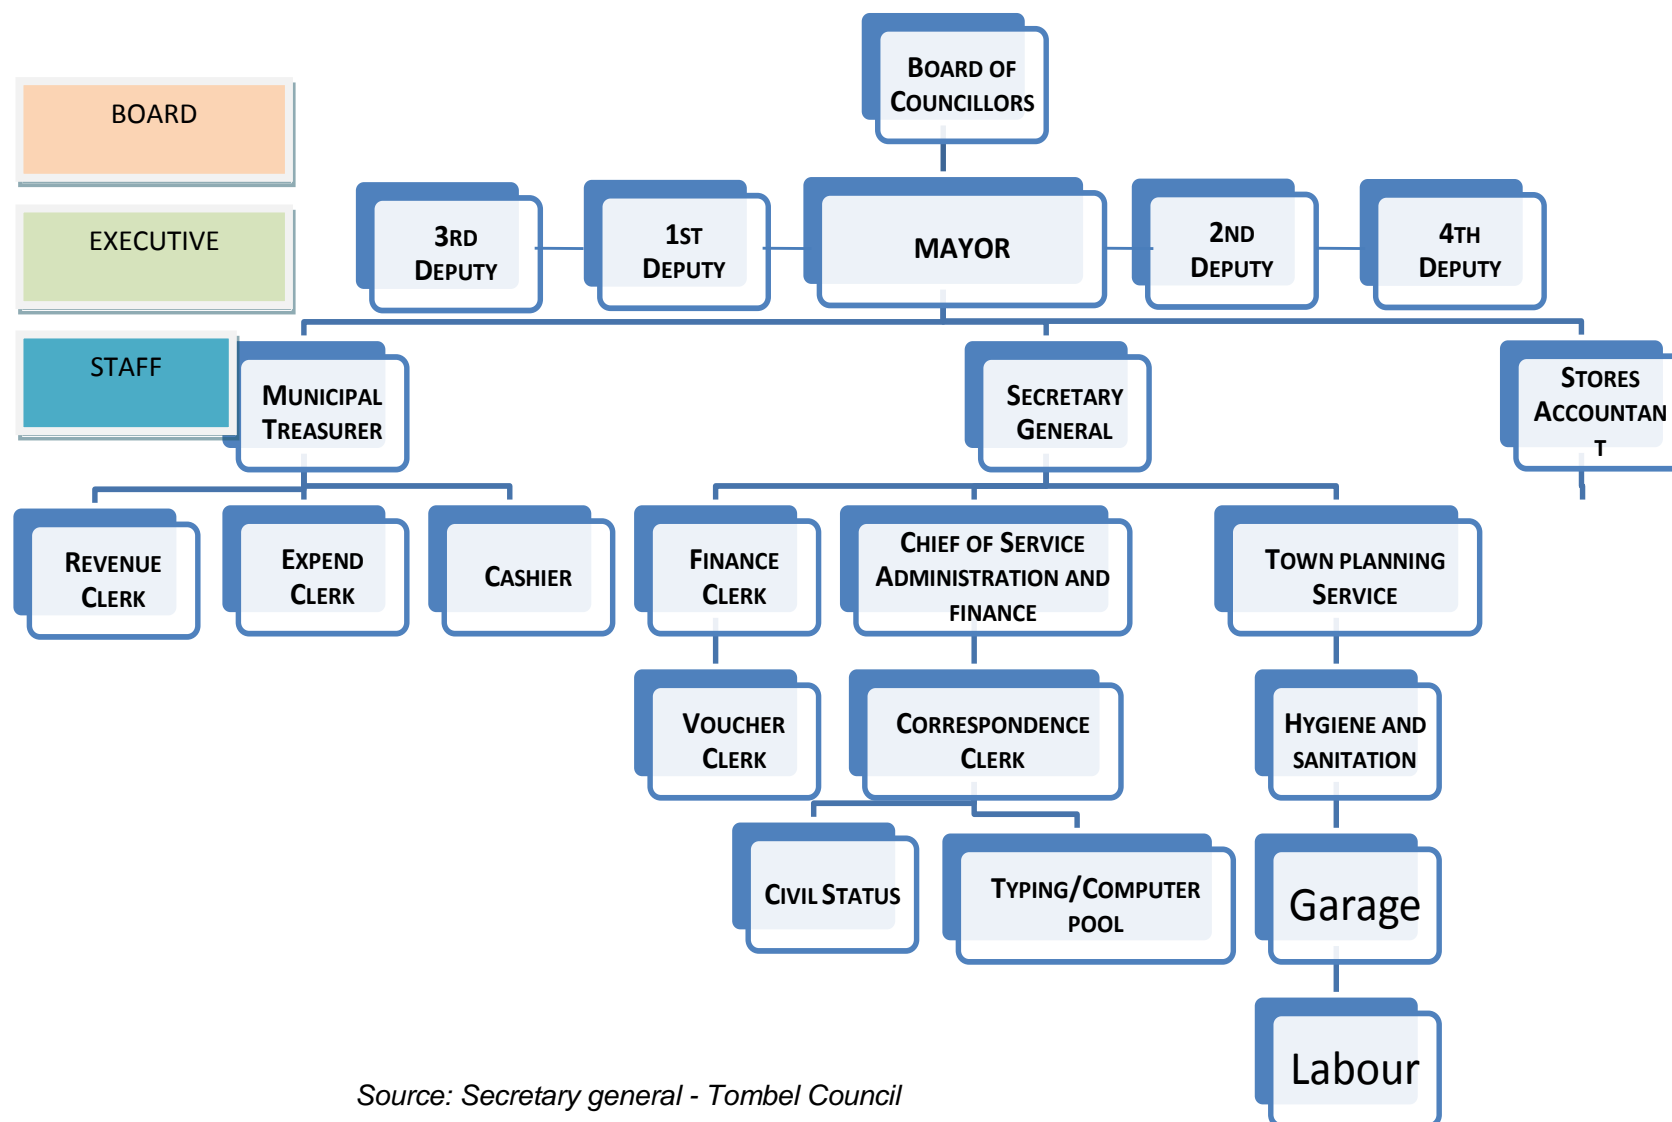 BOARD OF
COUNCILLORS
BOARD
EXECUTIVE
STAFF
3RD
DEPUTY
1ST
DEPUTY
MAYOR
2ND
DEPUTY
4TH
DEPUTY
MUNICIPAL
TREASURER
SECRETARY
GENERAL
STORES
ACCOUNTAN
T
REVENUE
CLERK
EXPEND
CLERK
CASHIER
FINANCE
CLERK
CHIEF OF SERVICE
ADMINISTRATION AND
FINANCE
TOWN PLANNING
SERVICE
VOUCHER
CLERK
CORRESPONDENCE
CLERK
HYGIENE AND
SANITATION
CIVIL STATUS
TYPING/COMPUTER
POOL
Garage
Labour
Source: Secretary general - Tombel Council